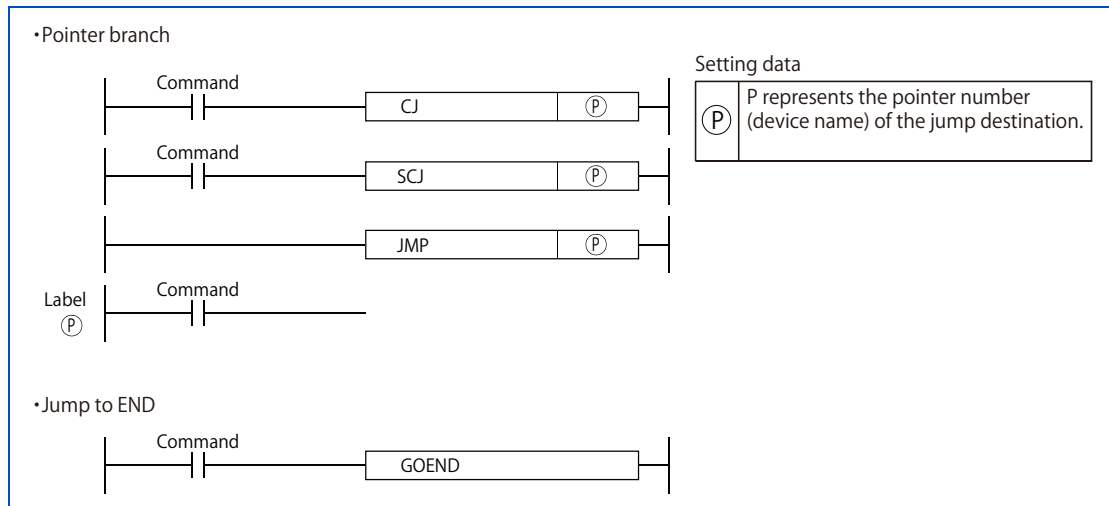 ・Pointer branch
Command
CJ Ⓟ
Command
SCJ Ⓟ
JMP Ⓟ
Label
Ⓟ
Command
Setting data
Ⓟ P represents the pointer number
(device name) of the jump destination.
・Jump to END
Command
GOEND